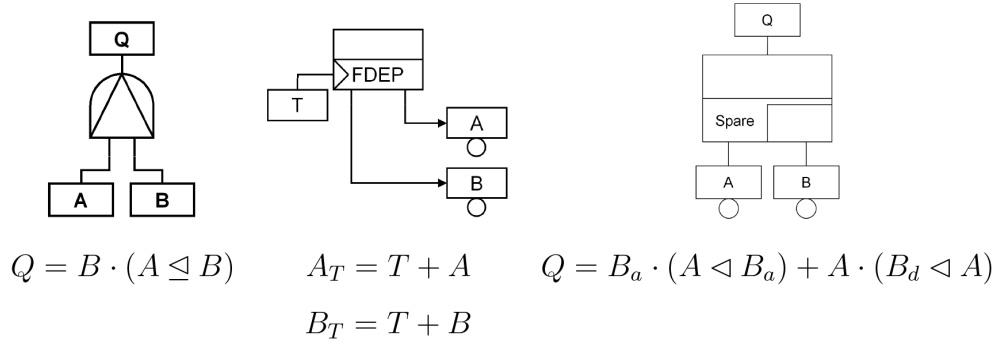 Q
A
B
Q = B · (A ⊴ B)
FDEP
T
A
B
A_T = T + A
B_T = T + B
Q
Spare
A
B
Q = B_a · (A ◁ B_a) + A · (B_d ◁ A)